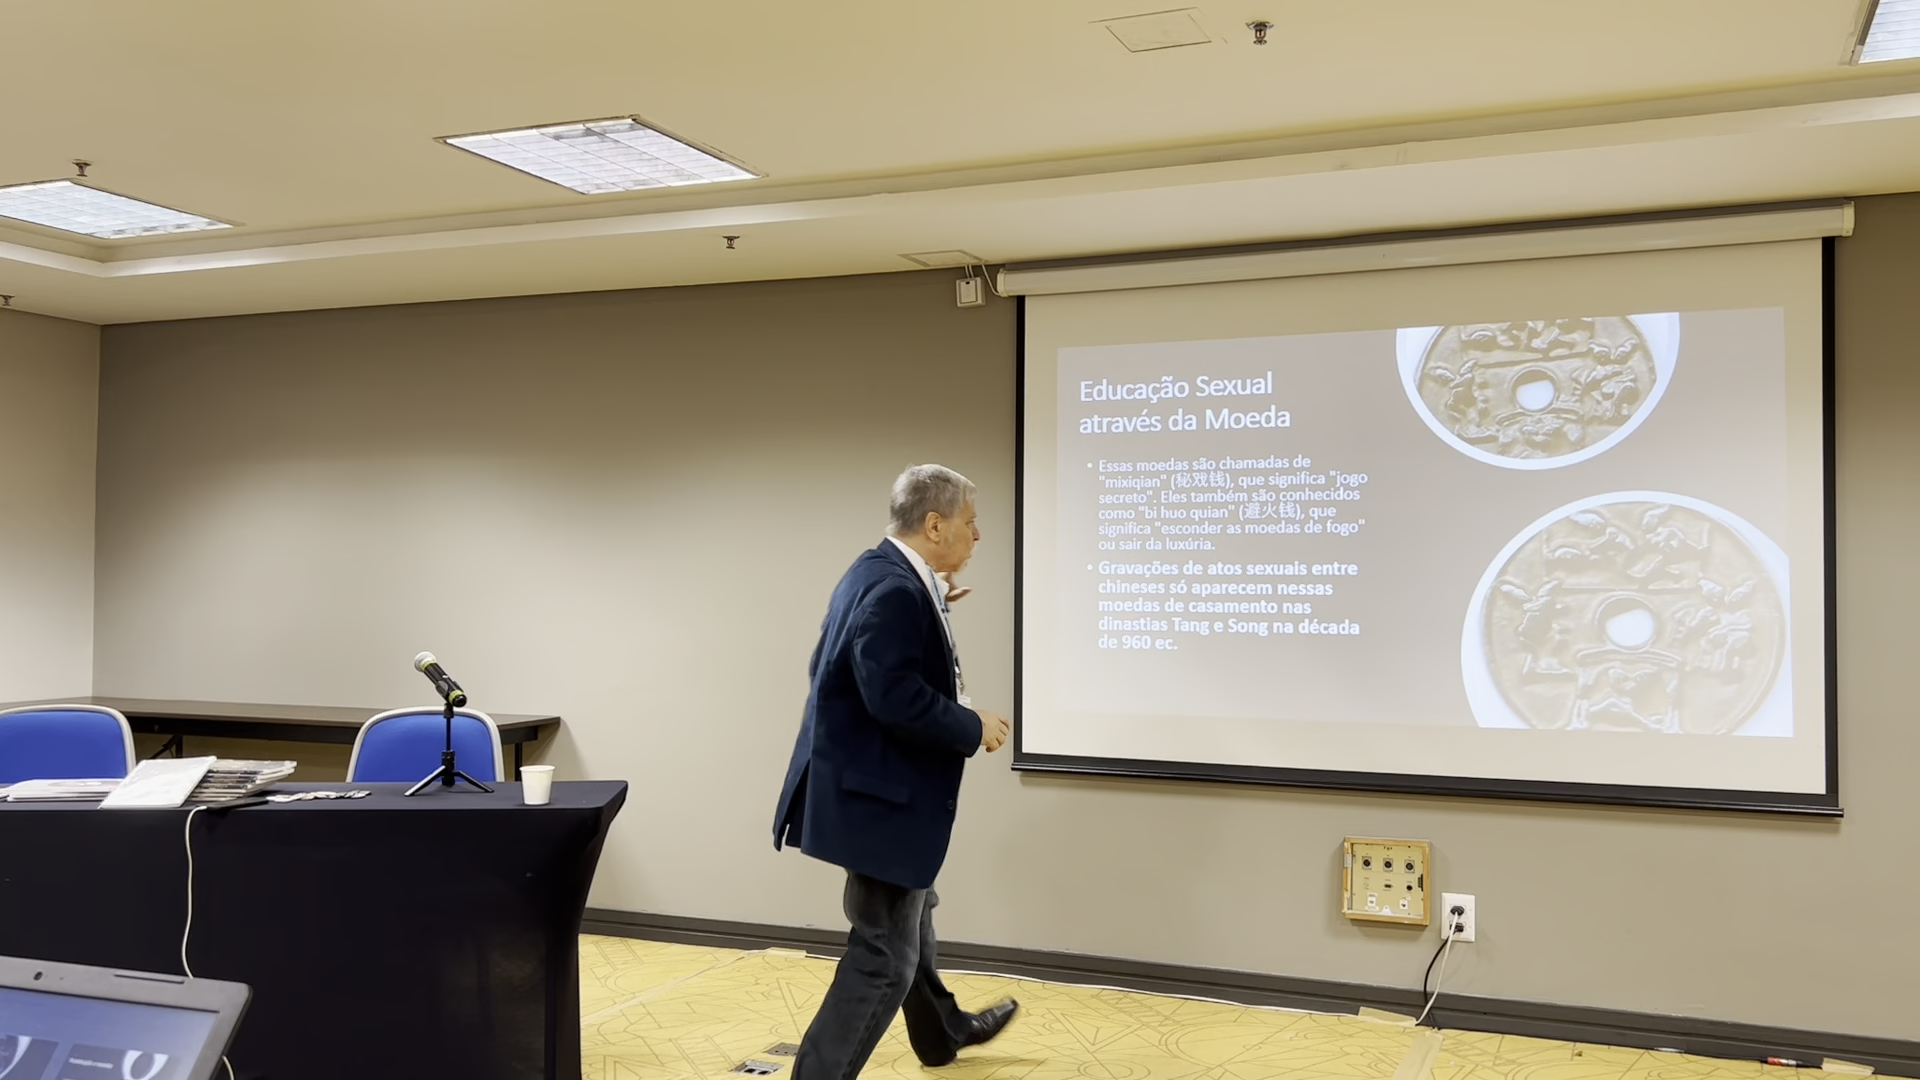 Educação Sexual
através da Moeda
• Essas moedas são chamadas de
"mixiqian" (秘戏钱), que significa "jogo
secreto". Eles também são conhecidos
como "bi huo quian" (避火钱), que
significa "esconder as moedas de fogo"
ou sair da luxúria.
• Gravações de atos sexuais entre
chineses só aparecem nessas
moedas de casamento nas
dinastias Tang e Song na década
de 960 ec.